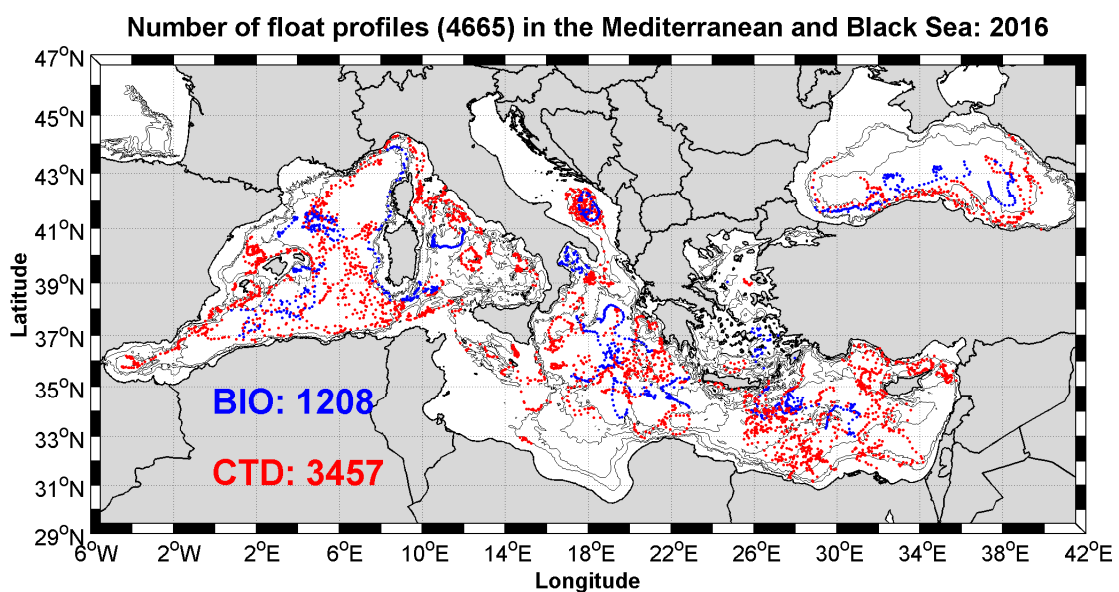 Number of float profiles (4665) in the Mediterranean and Black Sea: 2016
47°N
45°N
43°N
41°N
39°N
37°N
35°N
33°N
31°N
29°N
Latitude
BIO: 1208
CTD: 3457
6°W 2°W 2°E 6°E 10°E 14°E 18°E 22°E 26°E 30°E 34°E 38°E 42°E
Longitude